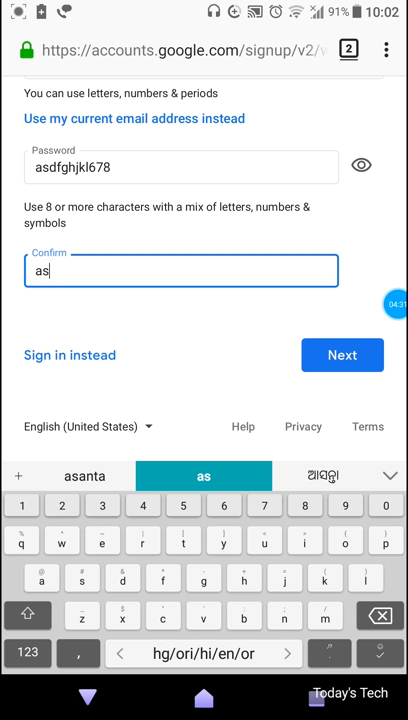 91% 10:02
https://accounts.google.com/signup/v2/w 2
You can use letters, numbers & periods
Use my current email address instead
Password
asdfghjkl678
Use 8 or more characters with a mix of letters, numbers &
symbols
Confirm
as
04:31
Sign in instead Next
English (United States) Help Privacy Terms
+ asanta as ଆସନ୍ତା
1 2 3 4 5 6 7 8 9 0
q w e r t y u i o p
a s d f g h j k l
z x c v b n m
123 , < hg/ori/hi/en/or > .
Today's Tech